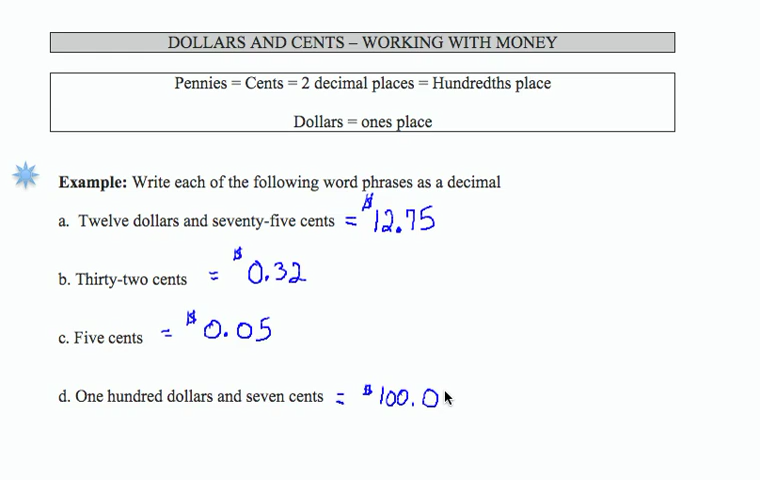 DOLLARS AND CENTS – WORKING WITH MONEY
Pennies = Cents = 2 decimal places = Hundredths place
Dollars = ones place
Example: Write each of the following word phrases as a decimal
a. Twelve dollars and seventy-five cents = $12.75
b. Thirty-two cents = $0.32
c. Five cents = $0.05
d. One hundred dollars and seven cents = $100.0